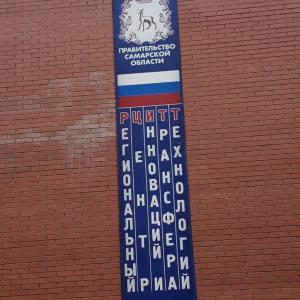 ПРАВИТЕЛЬСТВО
САМАРСКОЙ
ОБЛАСТИ
РЕГИОНАЛЬНЫЙ
ЦЕНТР
ИННОВАЦИЙ И
ТРАНСФЕРА
ТЕХНОЛОГИЙ